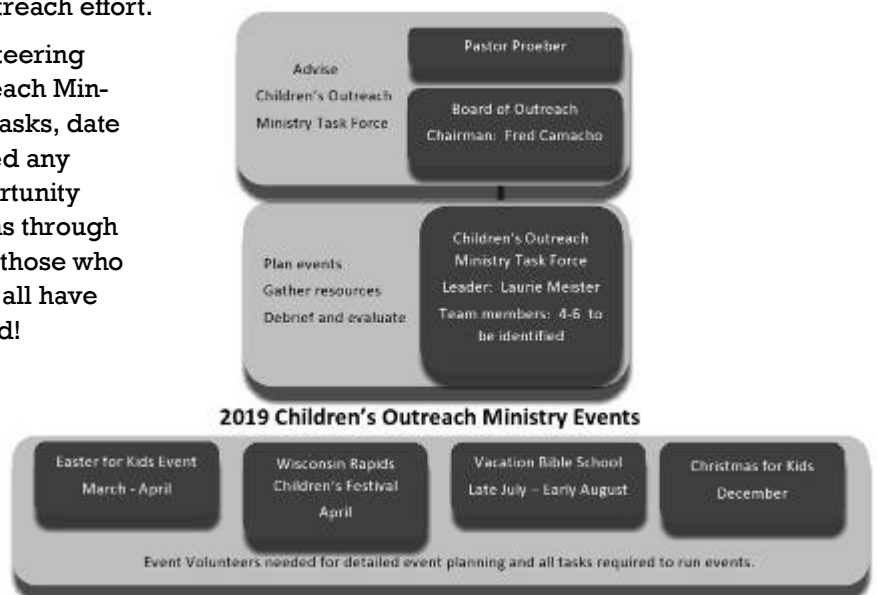 treach effort.
teering
each Min-
asks, date
ed any
rtunity
s through
those who
all have
d!
Advise
Children's Outreach
Ministry Task Force
Pastor Proeber
Board of Outreach
Chairman: Fred Camacho
Plan events
Gather resources
Debrief and evaluate
Children's Outreach
Ministry Task Force
Leader: Laurie Meister
Team members: 4-6 to
be identified
2019 Children's Outreach Ministry Events
Easter for Kids Event
March - April
Wisconsin Rapids
Children's Festival
April
Vacation Bible School
Late July – Early August
Christmas for Kids
December
Event Volunteers needed for detailed event planning and all tasks required to run events.